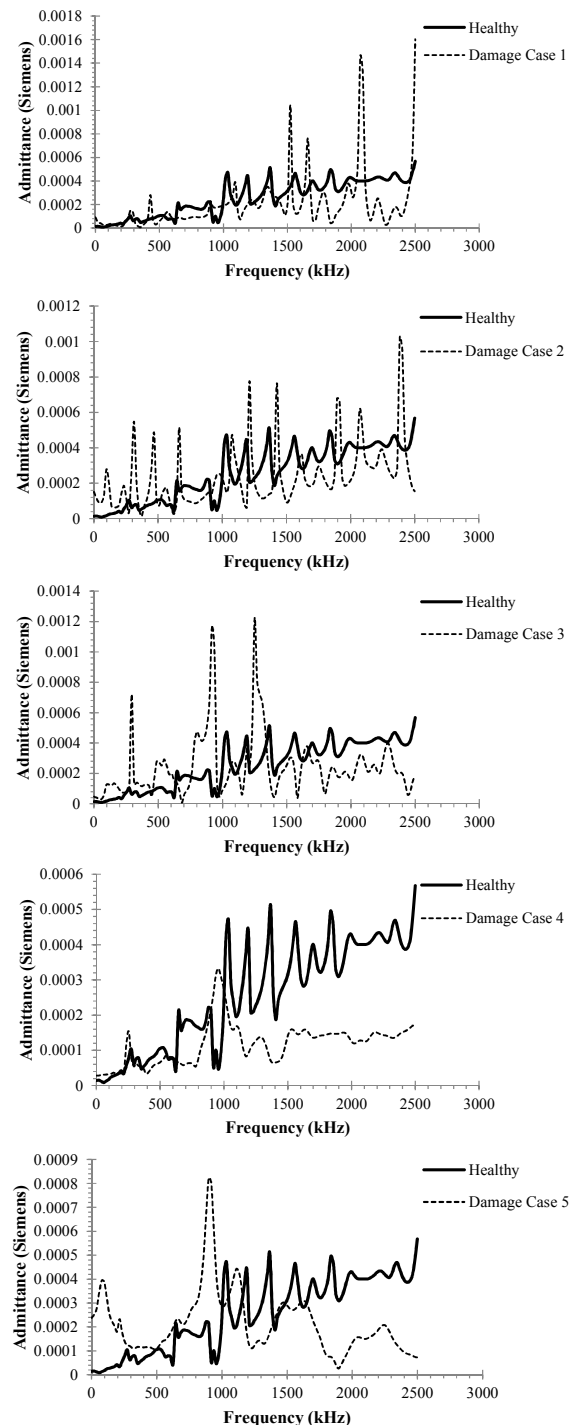 0.0018
0.0016
0.0014
0.0012
0.001
0.0008
0.0006
0.0004
0.0002
0
Admittance (Siemens)
Healthy
Damage Case 1
0 500 1000 1500 2000 2500 3000
Frequency (kHz)
0.0012
0.001
0.0008
0.0006
0.0004
0.0002
0
Admittance (Siemens)
Healthy
Damage Case 2
0 500 1000 1500 2000 2500 3000
Frequency (kHz)
0.0014
0.0012
0.001
0.0008
0.0006
0.0004
0.0002
0
Admittance (Siemens)
Healthy
Damage Case 3
0 500 1000 1500 2000 2500 3000
Frequency (kHz)
0.0006
0.0005
0.0004
0.0003
0.0002
0.0001
0
Admittance (Siemens)
Healthy
Damage Case 4
0 500 1000 1500 2000 2500 3000
Frequency (kHz)
0.0009
0.0008
0.0007
0.0006
0.0005
0.0004
0.0003
0.0002
0.0001
0
Admittance (Siemens)
Healthy
Damage Case 5
0 500 1000 1500 2000 2500 3000
Frequency (kHz)